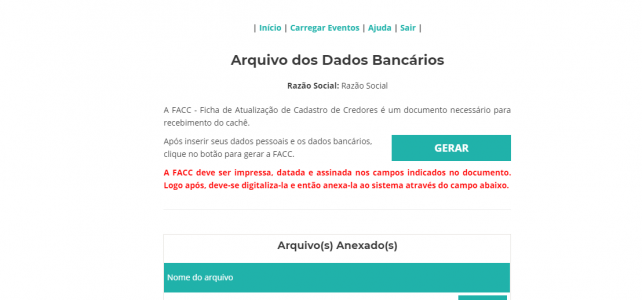 | Início | Carregar Eventos | Ajuda | Sair |
Arquivo dos Dados Bancários
Razão Social: Razão Social
A FACC - Ficha de Atualização de Cadastro de Credores é um documento necessário para
recebimento do cachê.
Após inserir seus dados pessoais e os dados bancários,
clique no botão para gerar a FACC.
GERAR
A FACC deve ser impressa, datada e assinada nos campos indicados no documento.
Logo após, deve-se digitaliza-la e então anexa-la ao sistema através do campo abaixo.
Arquivo(s) Anexado(s)
Nome do arquivo